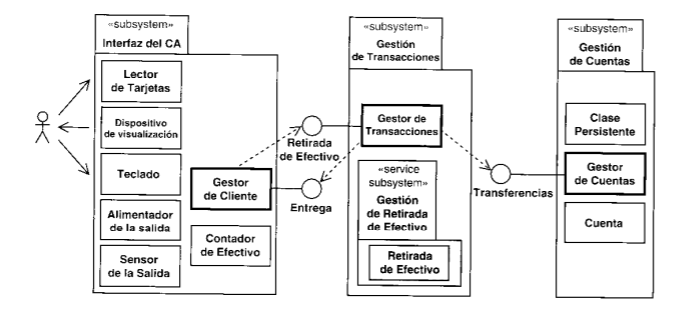 «subsystem»
Interfaz del CA
Lector
de Tarjetas
Dispositivo
de visualización
Teclado
Alimentador
de la salida
Sensor
de la Salida
Gestor
de Cliente
Contador
de Efectivo
Retirada
de Efectivo
Entrega
«subsystem»
Gestión
de Transacciones
Gestor de
Transacciones
«service
subsystem»
Gestión
de Retirada
de Efectivo
Retirada
de Efectivo
Transferencias
«subsystem»
Gestión
de Cuentas
Clase
Persistente
Gestor
de Cuentas
Cuenta